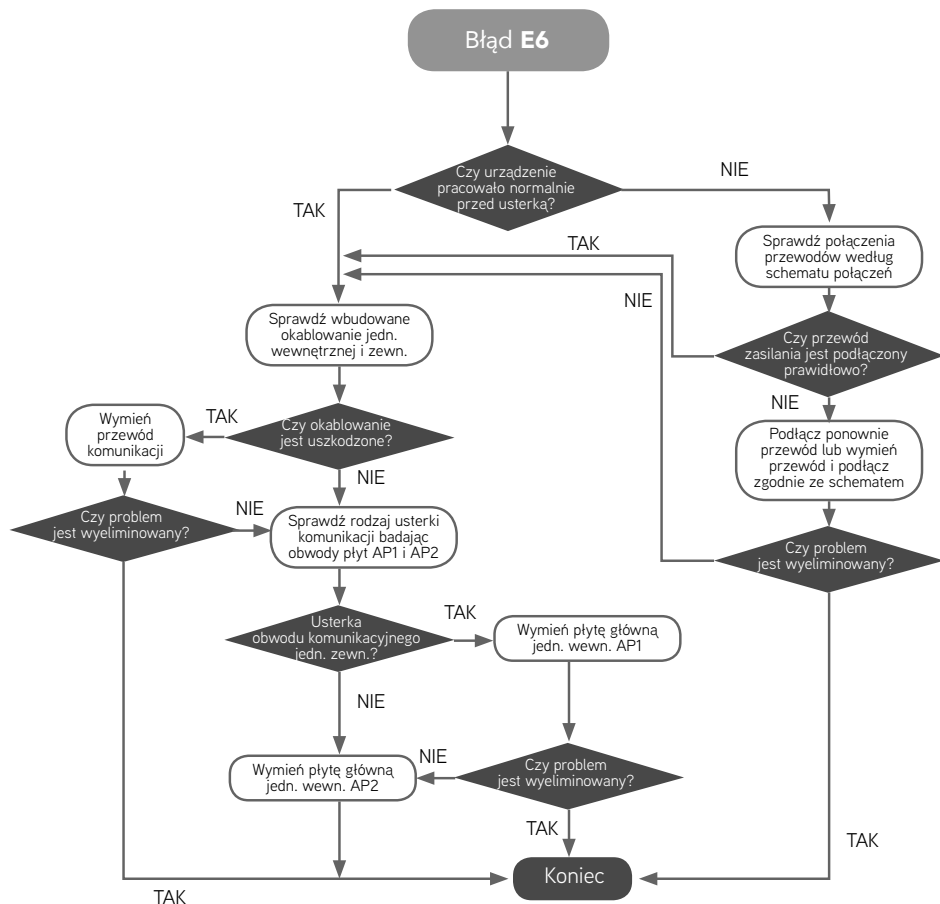 Błąd E6
Czy urządzenie
pracowało normalnie
przed usterką?
NIE
TAK
Sprawdź połączenia
przewodów według
schematu połączeń
TAK
NIE
Sprawdź wbudowane
okablowanie jedn.
wewnętrznej i zewn.
Czy przewód
zasilania jest podłączony
prawidłowo?
NIE
Wymień
przewód
komunikacji
TAK
Czy okablowanie
jest uszkodzone?
NIE
Podłącz ponownie
przewód lub wymień
przewód i podłącz
zgodnie ze schematem
Czy problem
jest wyeliminowany?
NIE
Sprawdź rodzaj usterki
komunikacji badając
obwody płyt AP1 i AP2
Czy problem
jest wyeliminowany?
Usterka
obwodu komunikacyjnego
jedn. zewn.?
TAK
Wymień płytę główną
jedn. wewn. AP1
NIE
Wymień płytę główną
jedn. wewn. AP2
NIE
Czy problem
jest wyeliminowany?
TAK
TAK
Koniec
TAK